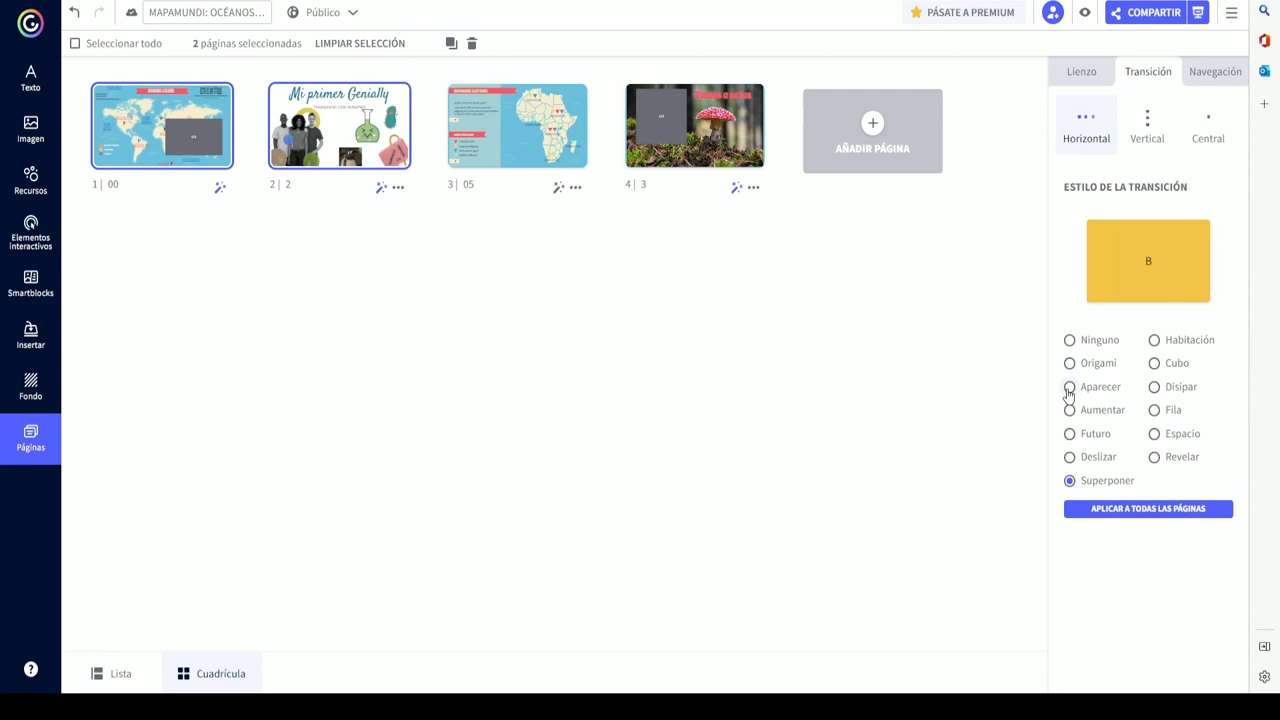 MAPAMUNDI: OCÉANOS...
Público
PÁSATE A PREMIUM
COMPARTIR
Seleccionar todo
2 páginas seleccionadas
LIMPIAR SELECCIÓN
Texto
Imagen
Recursos
Elementos
interactivos
Smartblocks
Insertar
Fondo
Páginas
Mi primer Genially
TRABAJANDO CON IMÁGENES
1 | 00
2 | 2
3 | 05
4 | 3
AÑADIR PÁGINA
Lienzo
Transición
Navegación
Horizontal
Vertical
Central
ESTILO DE LA TRANSICIÓN
B
Ninguno
Habitación
Origami
Cubo
Aparecer
Disipar
Aumentar
Fila
Futuro
Espacio
Deslizar
Revelar
Superponer
APLICAR A TODAS LAS PÁGINAS
Lista
Cuadrícula